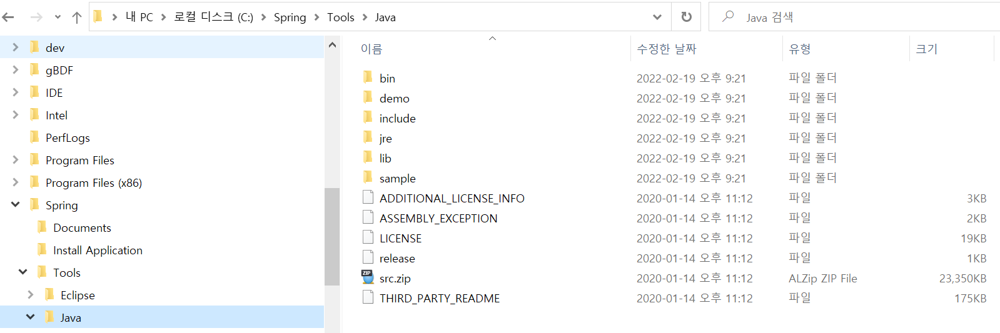 내 PC > 로컬 디스크 (C:) > Spring > Tools > Java
Java 검색
dev
gBDF
IDE
Intel
PerfLogs
Program Files
Program Files (x86)
Spring
Documents
Install Application
Tools
Eclipse
Java
이름 수정한 날짜 유형 크기
bin 2022-02-19 오후 9:21 파일 폴더
demo 2022-02-19 오후 9:21 파일 폴더
include 2022-02-19 오후 9:21 파일 폴더
jre 2022-02-19 오후 9:21 파일 폴더
lib 2022-02-19 오후 9:21 파일 폴더
sample 2022-02-19 오후 9:21 파일 폴더
ADDITIONAL_LICENSE_INFO 2020-01-14 오후 11:12 파일 3KB
ASSEMBLY_EXCEPTION 2020-01-14 오후 11:12 파일 2KB
LICENSE 2020-01-14 오후 11:12 파일 19KB
release 2020-01-14 오후 11:12 파일 1KB
ZIP src.zip 2020-01-14 오후 11:12 ALZip ZIP File 23,350KB
THIRD_PARTY_README 2020-01-14 오후 11:12 파일 175KB